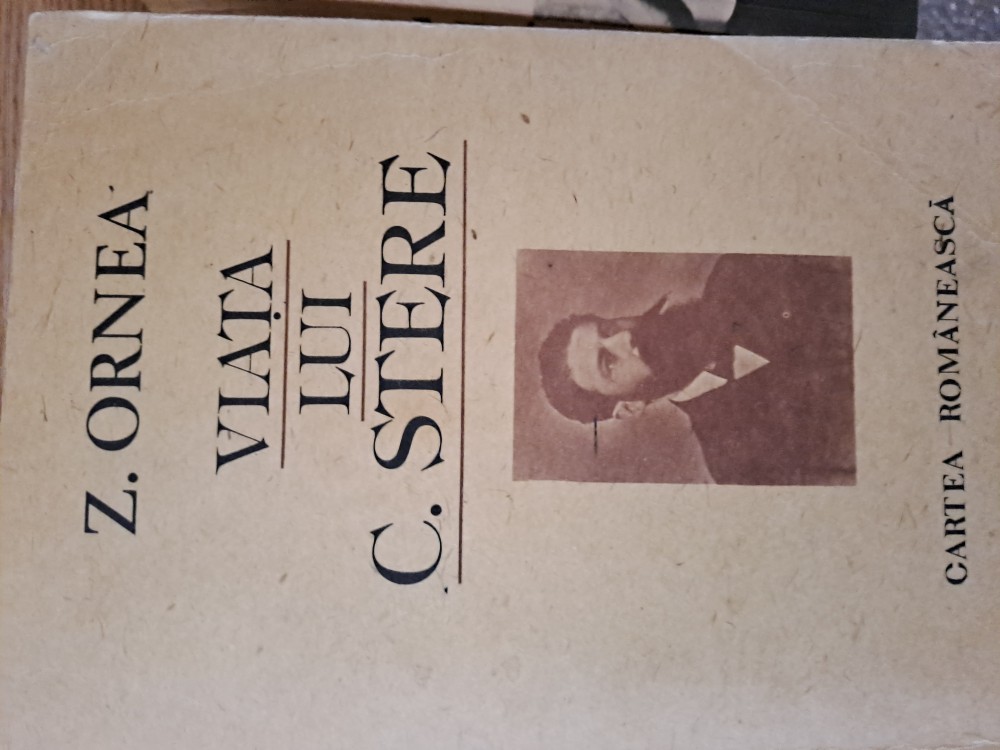 Z. ORNEA
VIAȚA
LUI
C. STERE
CARTEA ROMÂNEASCĂ